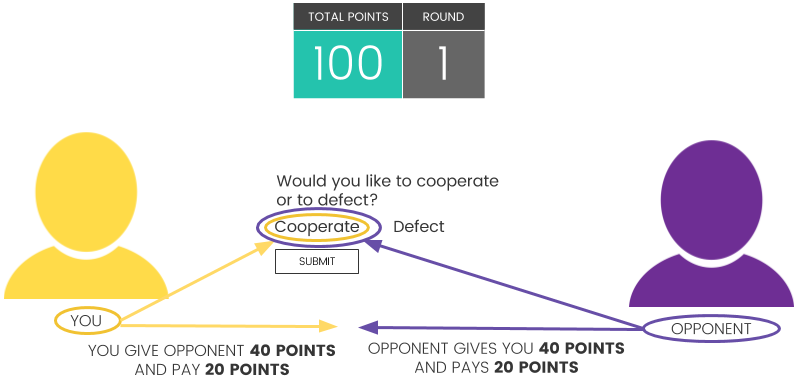 TOTAL POINTS
ROUND
100
1
Would you like to cooperate
or to defect?
Cooperate
Defect
SUBMIT
YOU
OPPONENT
YOU GIVE OPPONENT 40 POINTS
AND PAY 20 POINTS
OPPONENT GIVES YOU 40 POINTS
AND PAYS 20 POINTS